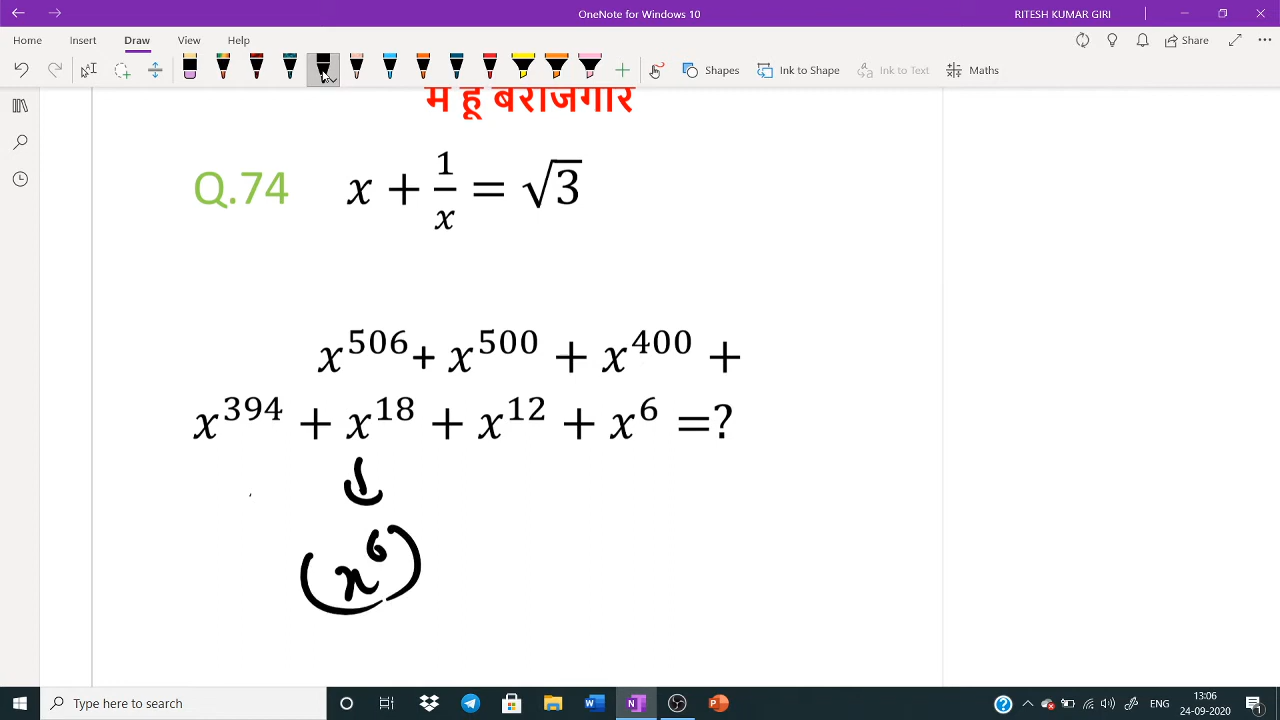 OneNote for Windows 10
RITESH KUMAR GIRI
Home Insert Draw View Help
Share
Shapes Ink to Shape Ink to Text Maths
में हूँ बेरोजगार
Q.74 x + 1/x = √3
x^506 + x^500 + x^400 +
x^394 + x^18 + x^12 + x^6 =?
(x^6)
Type here to search
ENG
13:06
24-09-2020